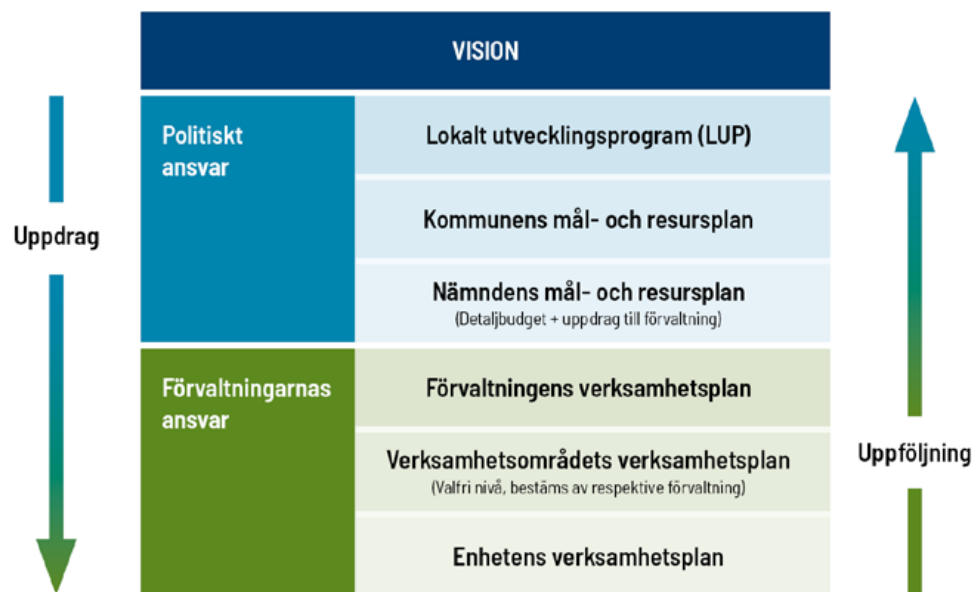 VISION
Uppdrag
Politiskt
ansvar
Lokalt utvecklingsprogram (LUP)
Kommunens mål- och resursplan
Nämndens mål- och resursplan
(Detaljbudget + uppdrag till förvaltning)
Förvaltningarnas
ansvar
Förvaltningens verksamhetsplan
Verksamhetsområdets verksamhetsplan
(Valfri nivå, bestäms av respektive förvaltning)
Enhetens verksamhetsplan
Uppföljning